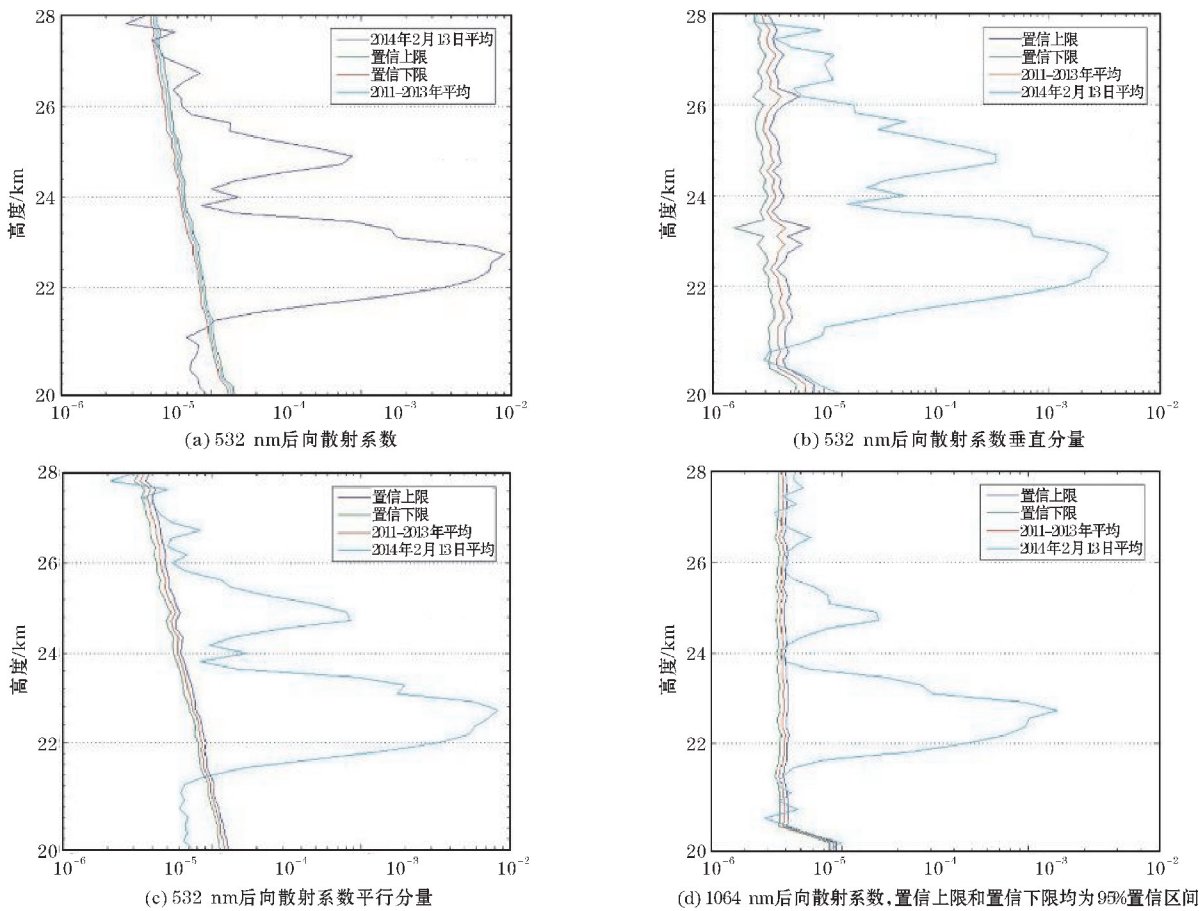 28
26
24
22
20
高度/km
2014年2月13日平均
置信上限
置信下限
2011-2013年平均
10⁻⁶ 10⁻⁵ 10⁻⁴ 10⁻³ 10⁻²
(a) 532 nm后向散射系数
28
26
24
22
20
高度/km
置信上限
置信下限
2011-2013年平均
2014年2月13日平均
10⁻⁶ 10⁻⁵ 10⁻⁴ 10⁻³ 10⁻²
(b) 532 nm后向散射系数垂直分量
28
26
24
22
20
高度/km
置信上限
置信下限
2011-2013年平均
2014年2月13日平均
10⁻⁶ 10⁻⁵ 10⁻⁴ 10⁻³ 10⁻²
(c) 532 nm后向散射系数平行分量
28
26
24
22
20
高度/km
置信上限
置信下限
2011-2013年平均
2014年2月13日平均
10⁻⁶ 10⁻⁵ 10⁻⁴ 10⁻³ 10⁻²
(d) 1064 nm后向散射系数,置信上限和置信下限均为95%置信区间